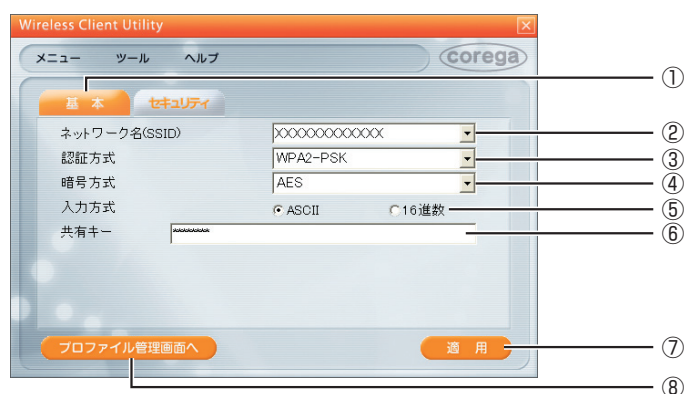 Wireless Client Utility
メニュー ツール ヘルプ corega
①
基本 セキュリティ
ネットワーク名(SSID) XXXXXXXXXXXXX ②
認証方式 WPA2-PSK ③
暗号方式 AES ④
入力方式 ASCII 16進数 ⑤
共有キー ******** ⑥
プロファイル管理画面へ 適用 ⑦
⑧